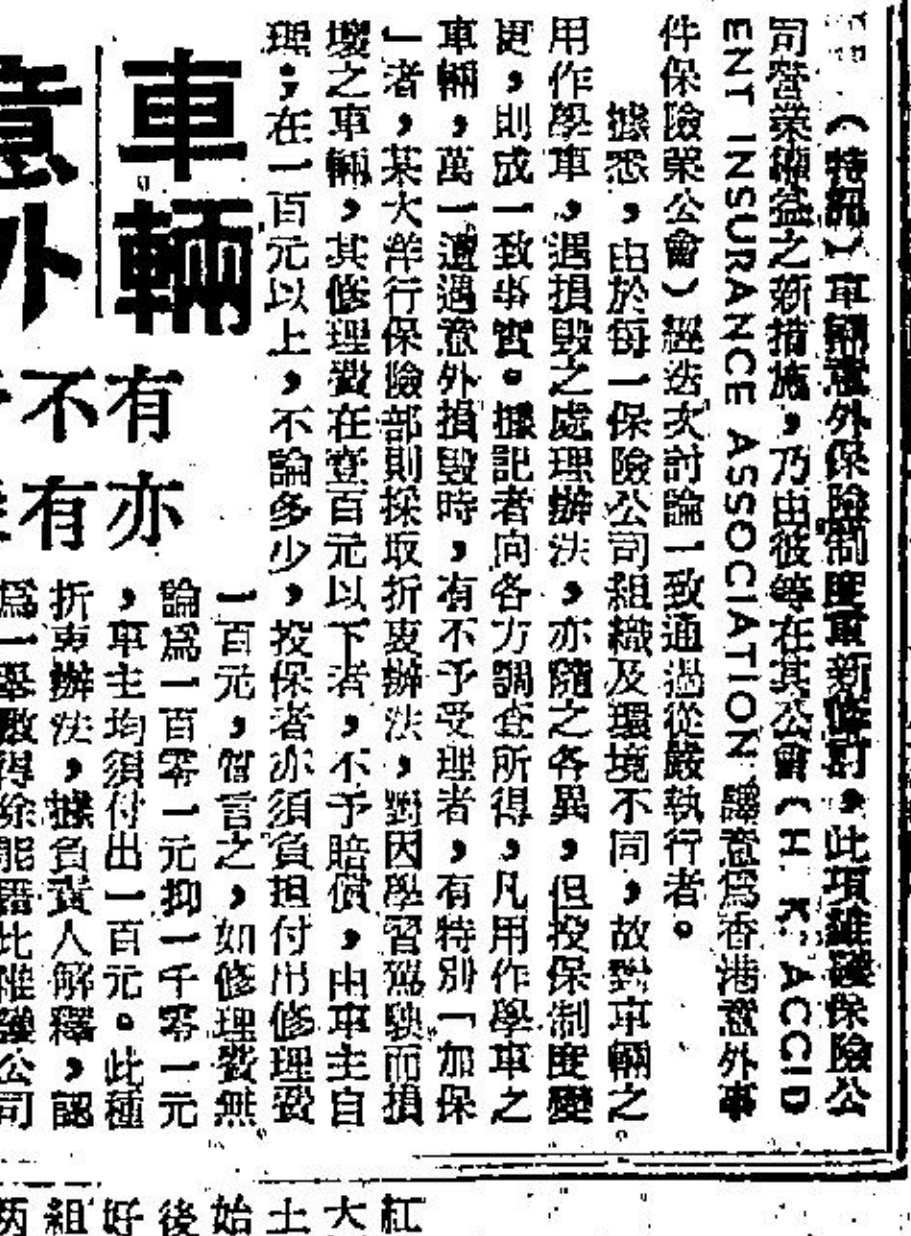 （特訊）車輛意外保險制度重新修訂，此項維護保險公
司營業權益之新措施，乃由彼等在其公會（H. K. ACCID
ENT INSURANCE ASSOCIATION 譯意爲香港意外事
件保險業公會）經迭次討論一致通過從嚴執行者。
據悉，由於每一保險公司組織及環境不同，故對車輛之
用作學車，遇損毀之處理辦法，亦隨之各異，但投保制度變
更，則成一致事實。據記者向各方調查所得，凡用作學車之
車輛，萬一遭遇意外損毀時，有不予受理者，有特別「加保
」者，某大洋行保險部則採取折衷辦法，對因學習駕駛而損
壞之車輛，其修理費在壹百元以下者，不予賠償，由車主自
理；在一百元以上，不論多少，投保者亦須負担付出修理費
一百元，質言之，如修理費無
論爲一百零一元抑一千零一元
，車主均須付出一百元。此種
折衷辦法，據負責人解釋，認
爲一舉數得除能藉此維護公司
車輛
有
亦
意外
不
有
紅
大
土
始
後
好
組